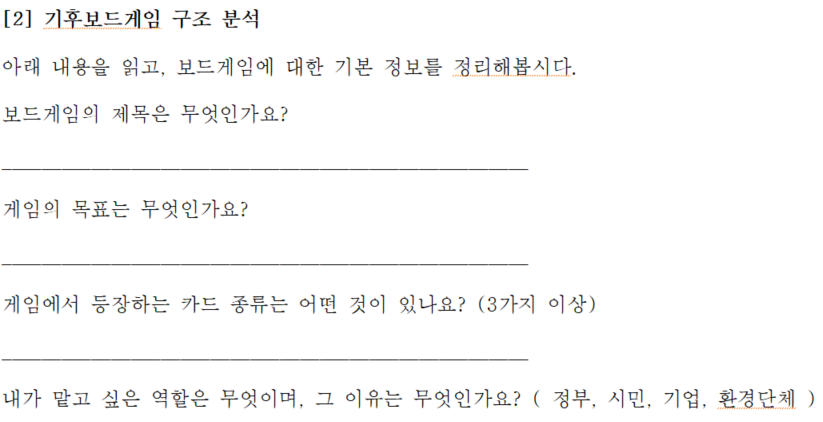 [2] 기후보드게임 구조 분석
아래 내용을 읽고, 보드게임에 대한 기본 정보를 정리해봅시다.
보드게임의 제목은 무엇인가요?
게임의 목표는 무엇인가요?
게임에서 등장하는 카드 종류는 어떤 것이 있나요? (3가지 이상)
내가 맡고 싶은 역할은 무엇이며, 그 이유는 무엇인가요? ( 정부, 시민, 기업, 환경단체 )